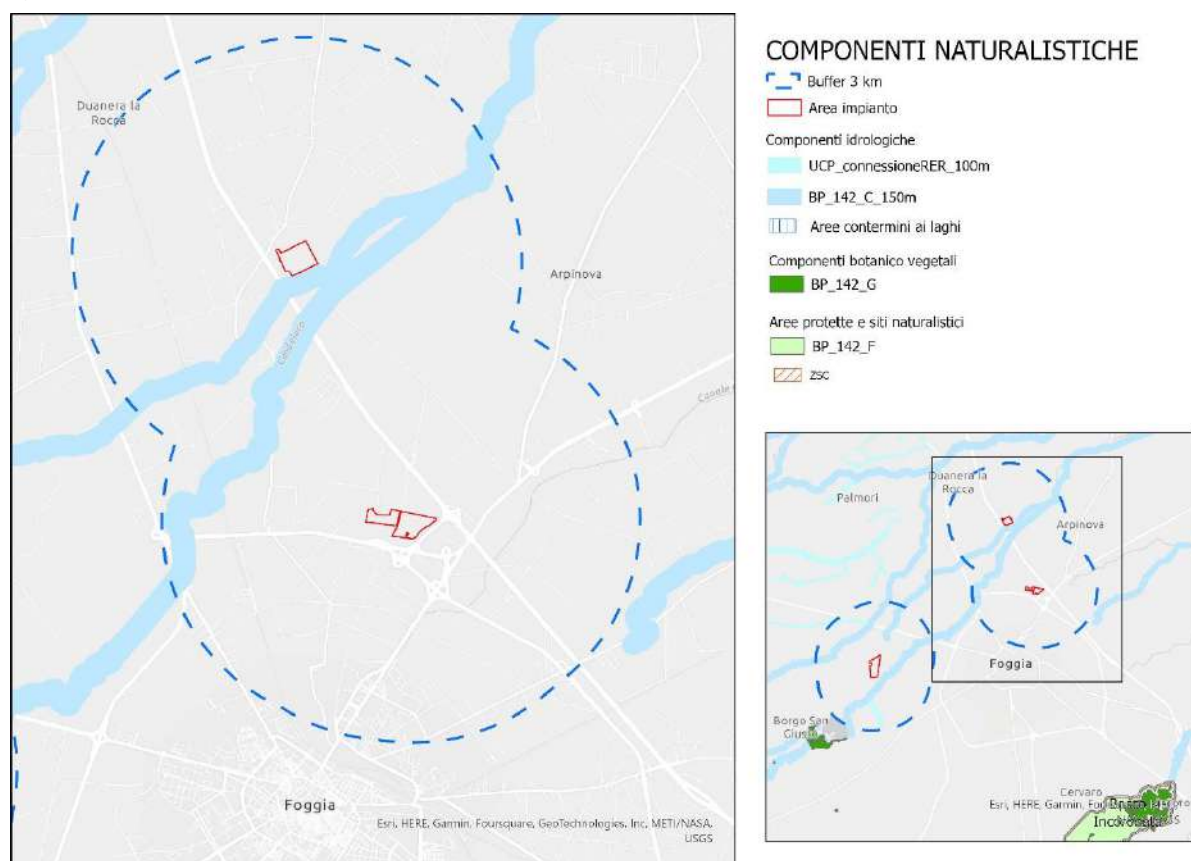 Duanera la
Rocca
Arpinova
Candelaro
Foggia
Esri, HERE, Garmin, Foursquare, GeoTechnologies, Inc, METI/NASA,
USGS
COMPONENTI NATURALISTICHE
Buffer 3 km
Area impianto
Componenti idrologiche
UCP_connessioneRER_100m
BP_142_C_150m
Aree contermini ai laghi
Componenti botanico vegetali
BP_142_G
Aree protette e siti naturalistici
BP_142_F
ZSC
Duanera la
Rocca
Palmori
Arpinova
Foggia
Borgo San
Giusto
Cervaro
Esri, HERE, Garmin,
Incoronata